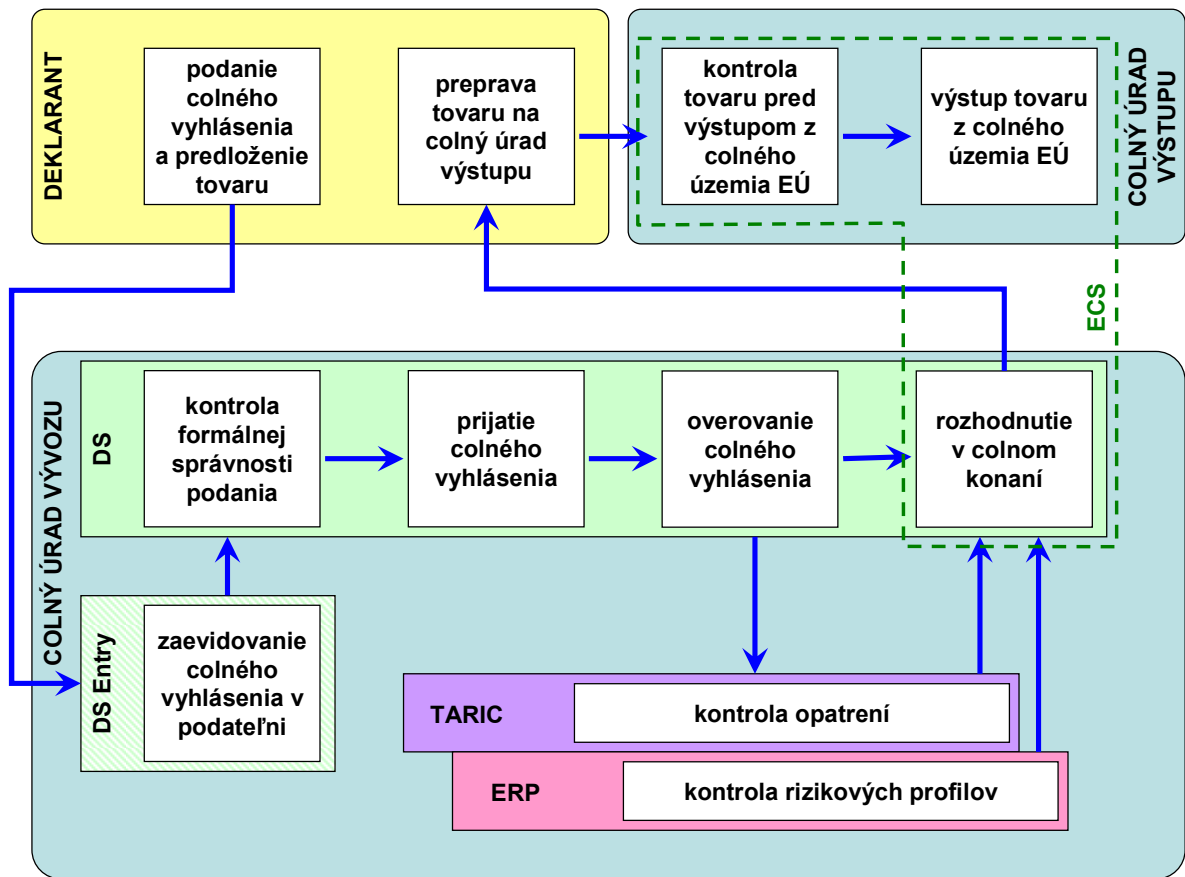 DEKLARANT
podanie
colného
vyhlásenia
a predloženie
tovaru
preprava
tovaru na
colný úrad
výstupu
kontrola
tovaru pred
výstupom z
colného
územia EÚ
výstup tovaru
z colného
územia EÚ
COLNÝ ÚRAD
VÝSTUPU
ECS
COLNÝ ÚRAD VÝVOZU
DS
kontrola
formálnej
správnosti
podania
prijatie
colného
vyhlásenia
overovanie
colného
vyhlásenia
rozhodnutie
v colnom
konaní
DS Entry
zaevidovanie
colného
vyhlásenia v
podateľni
TARIC
kontrola opatrení
ERP
kontrola rizikových profilov